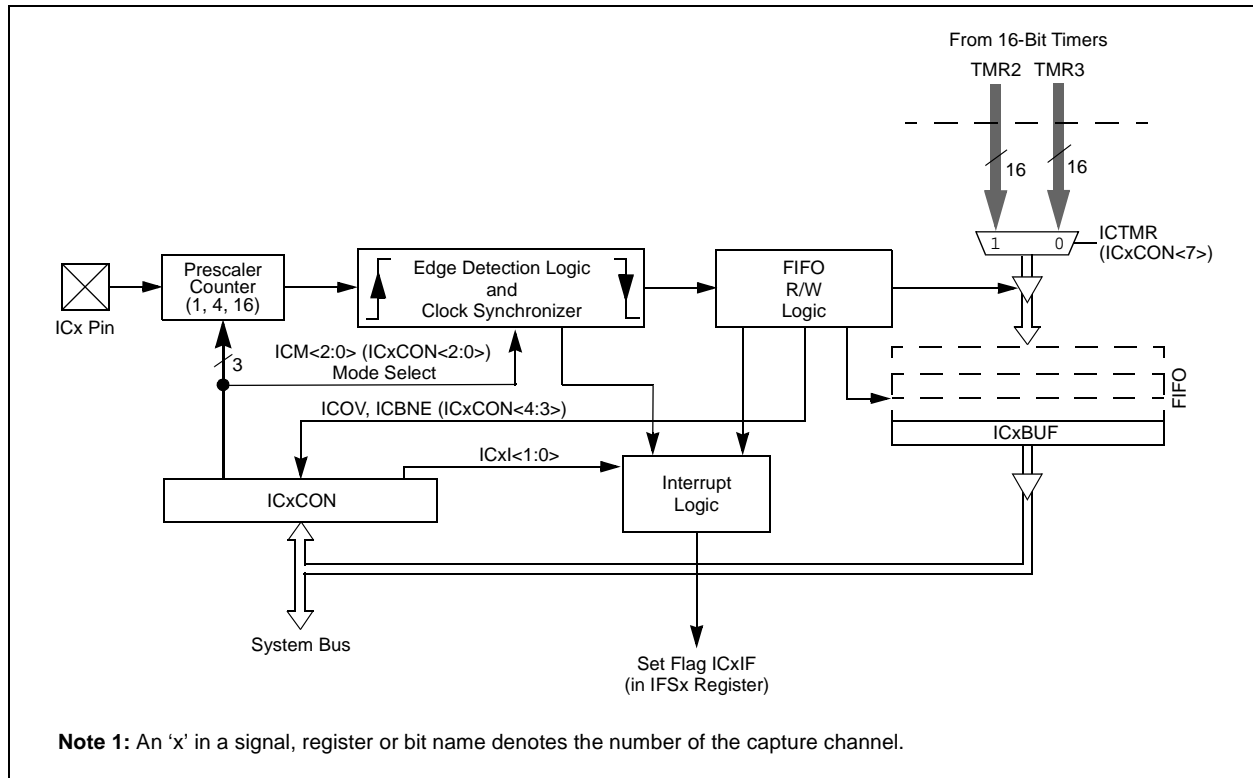 From 16-Bit Timers
TMR2 TMR3
16 16
1 0
ICTMR
(ICxCON<7>)
Prescaler
Counter
(1, 4, 16)
Edge Detection Logic
and
Clock Synchronizer
FIFO
R/W
Logic
ICx Pin
3
ICM<2:0> (ICxCON<2:0>)
Mode Select
FIFO
ICOV, ICBNE (ICxCON<4:3>)
ICxBUF
ICxI<1:0>
Interrupt
Logic
ICxCON
System Bus
Set Flag ICxIF
(in IFSx Register)
Note 1: An ‘x’ in a signal, register or bit name denotes the number of the capture channel.